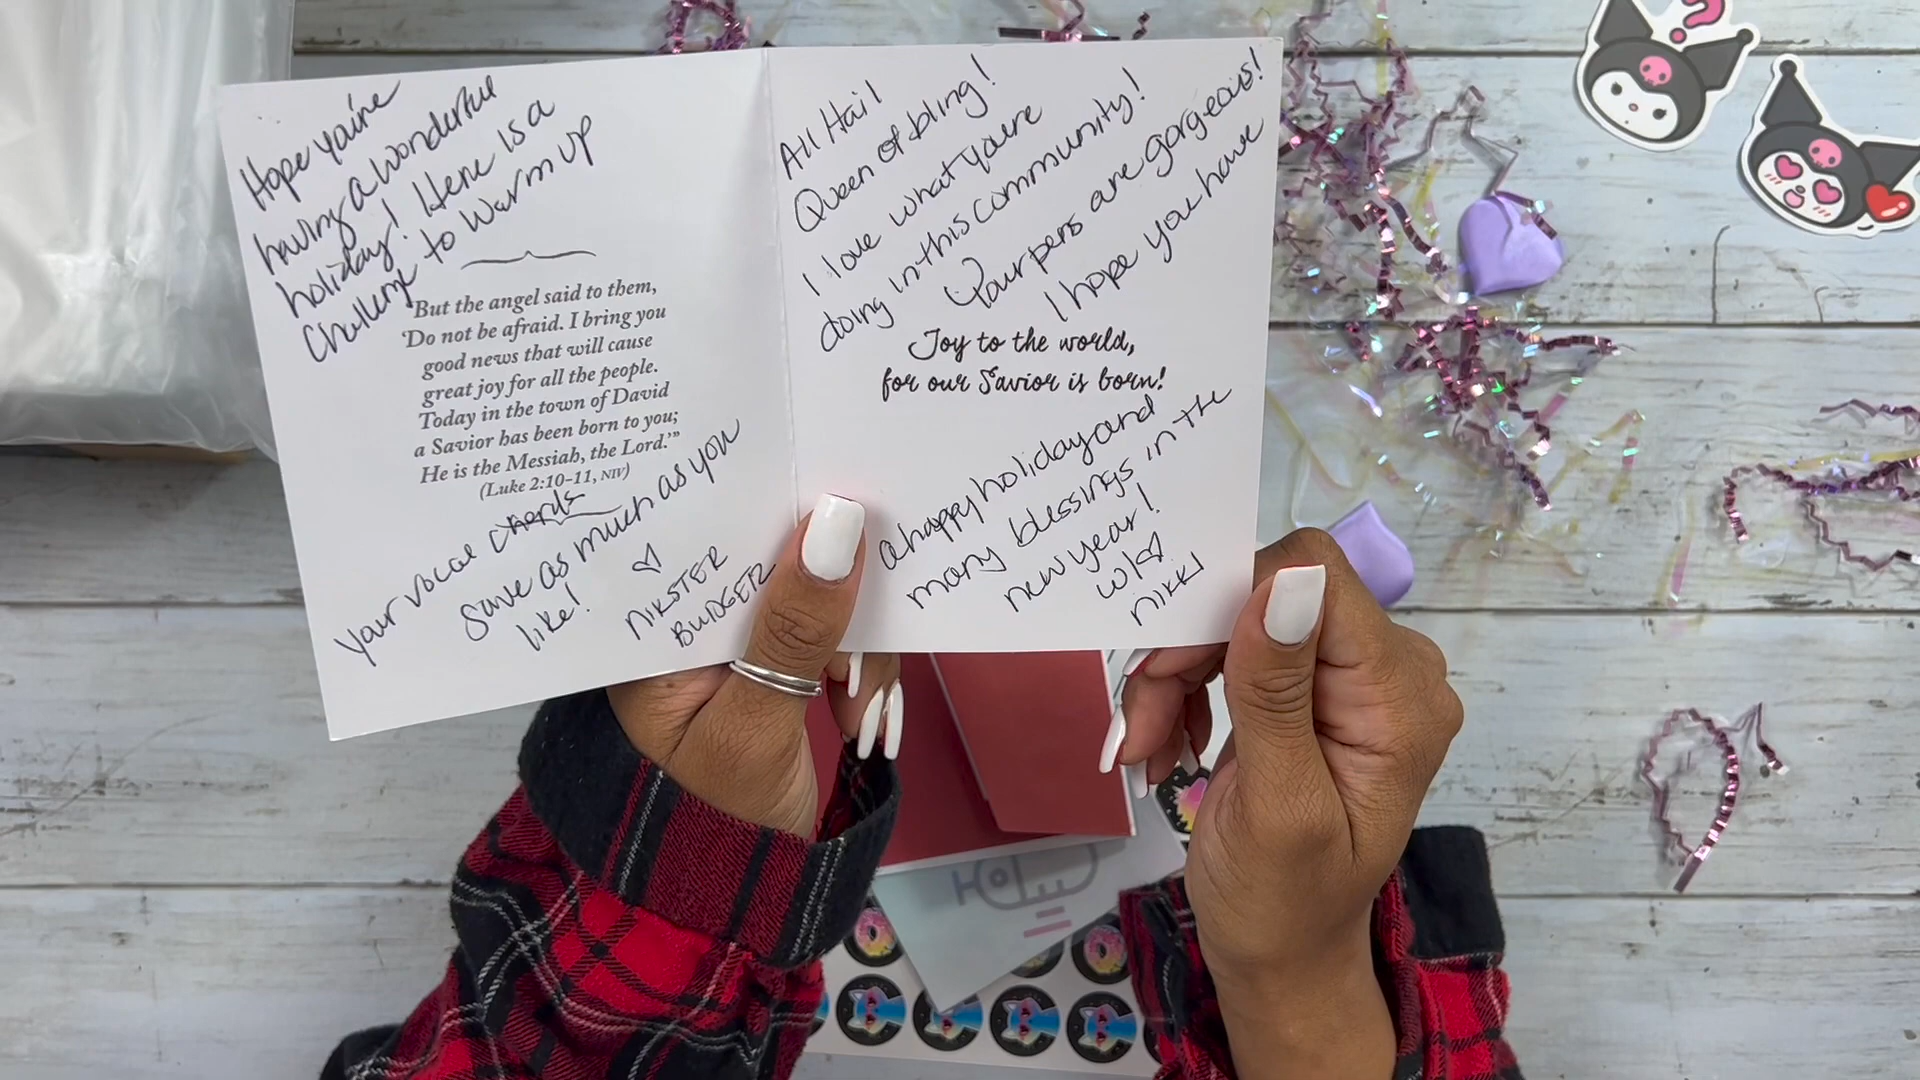 Hope you're
having a wonderful
holiday! Here is a
Challenge to warm up
"But the angel said to them,
'Do not be afraid. I bring you
good news that will cause
great joy for all the people.
Today in the town of David
a Savior has been born to you;
He is the Messiah, the Lord.'"
(Luke 2:10–11, NIV)
your vocal chords
Save as much as you
like!
♡
NIKSTER
BUDGETZ
All Hail
Queen of bling!
I love what you're
doing in this community!
Your pens are gorgeous!
I hope you have
Joy to the world,
for our Savior is born!
a happy holiday and
many blessings in the
new year!
w/♡
nikki